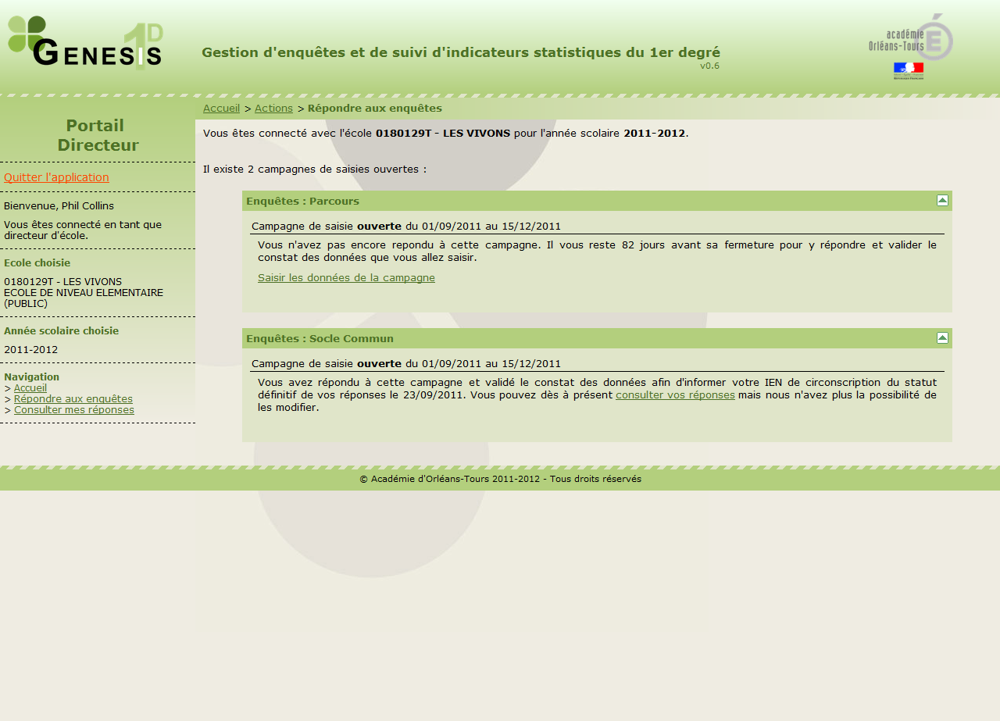 GENESIS 1D
Gestion d'enquêtes et de suivi d'indicateurs statistiques du 1er degré
v0.6
académie
Orléans-Tours
É
Portail
Directeur
Quitter l'application
Bienvenue, Phil Collins
Vous êtes connecté en tant que
directeur d'école.
Ecole choisie
0180129T - LES VIVONS
ECOLE DE NIVEAU ELEMENTAIRE
(PUBLIC)
Année scolaire choisie
2011-2012
Navigation
> Accueil
> Répondre aux enquêtes
> Consulter mes réponses
Accueil > Actions > Répondre aux enquêtes
Vous êtes connecté avec l'école 0180129T - LES VIVONS pour l'année scolaire 2011-2012.
Il existe 2 campagnes de saisies ouvertes :
Enquêtes : Parcours
Campagne de saisie ouverte du 01/09/2011 au 15/12/2011
Vous n'avez pas encore repondu à cette campagne. Il vous reste 82 jours avant sa fermeture pour y répondre et valider le
constat des données que vous allez saisir.
Saisir les données de la campagne
Enquêtes : Socle Commun
Campagne de saisie ouverte du 01/09/2011 au 15/12/2011
Vous avez répondu à cette campagne et validé le constat des données afin d'informer votre IEN de circonscription du statut
définitif de vos réponses le 23/09/2011. Vous pouvez dès à présent consulter vos réponses mais nous n'avez plus la possibilité de
les modifier.
© Académie d'Orléans-Tours 2011-2012 - Tous droits réservés